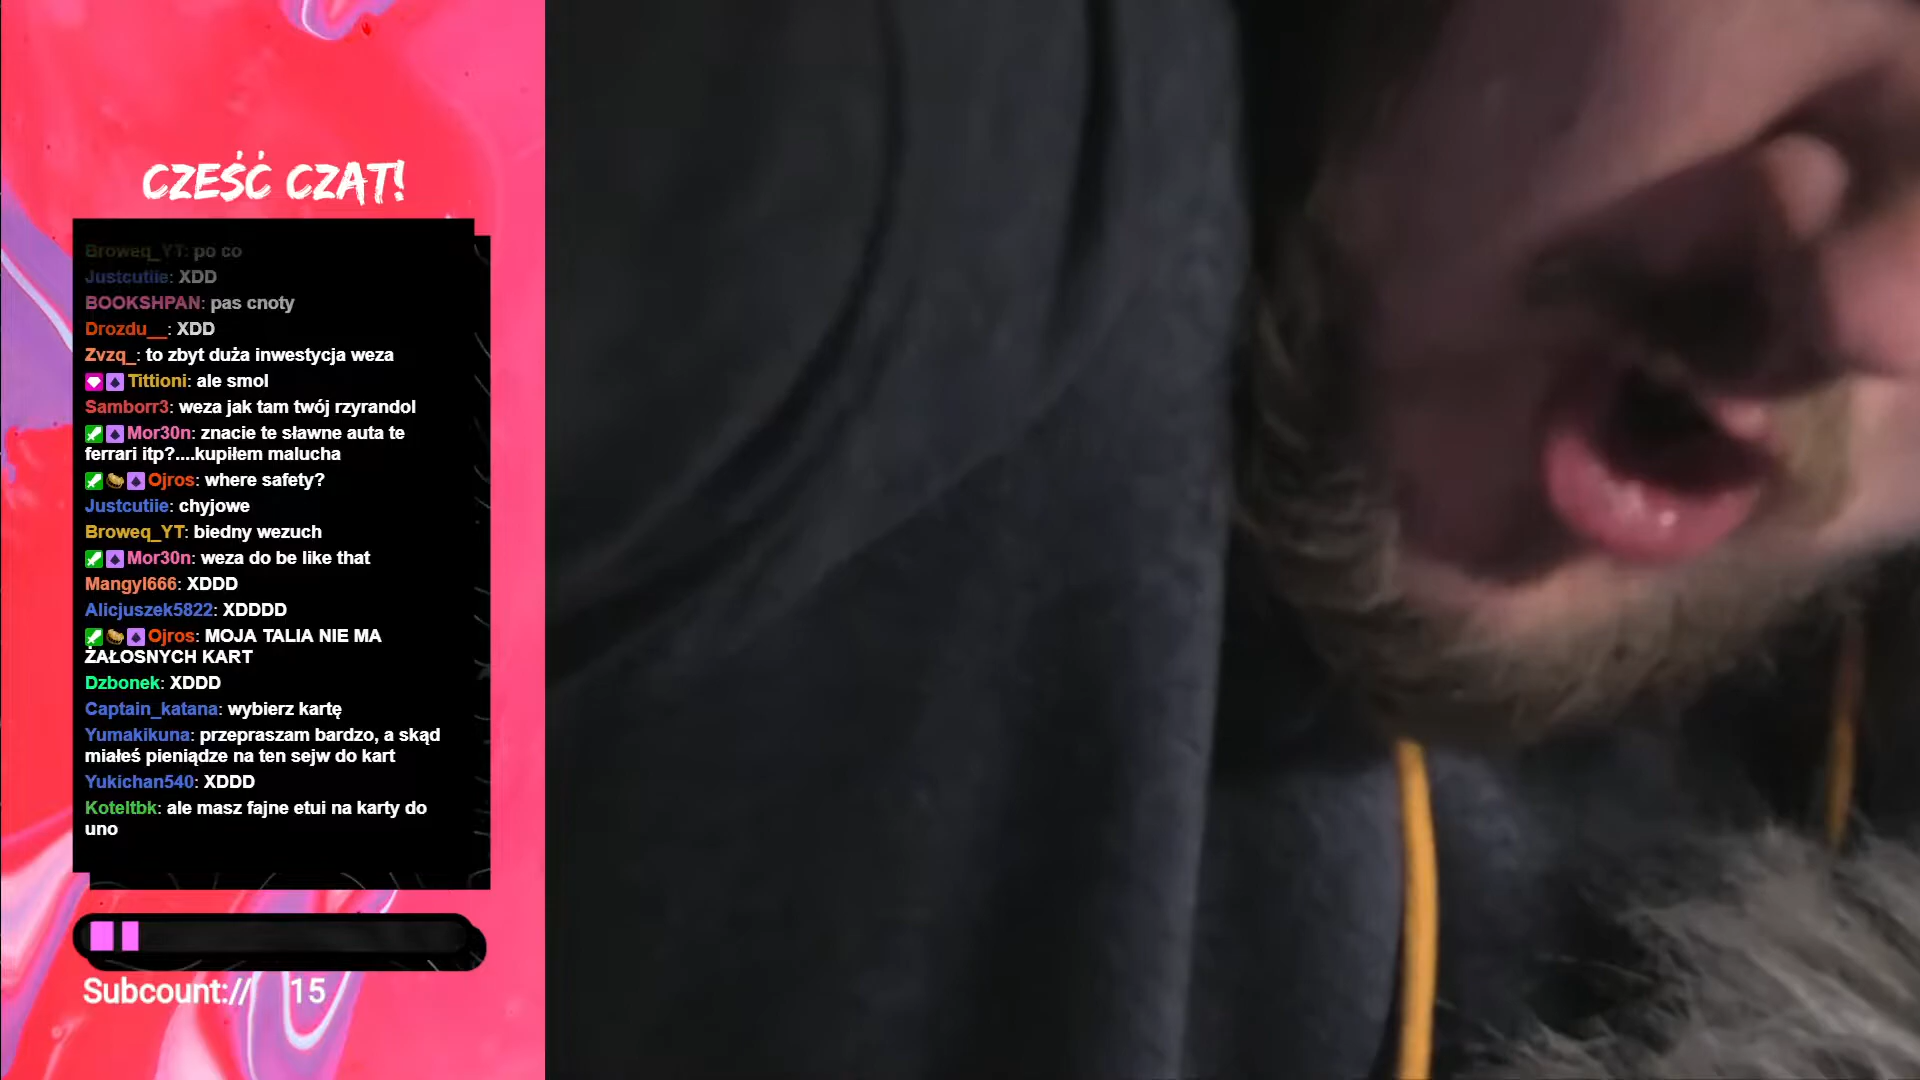 CZEŚĆ CZAT!
Broweq_YT: po co
Justcutiie: XDD
BOOKSHPAN: pas cnoty
Drozdu__: XDD
Zvzq_: to zbyt duża inwestycja weza
Tittioni: ale smol
Samborr3: weza jak tam twój rzyrandol
Mor30n: znacie te sławne auta te
ferrari itp?....kupiłem malucha
Ojros: where safety?
Justcutiie: chyjowe
Broweq_YT: biedny wezuch
Mor30n: weza do be like that
Mangyl666: XDDD
Alicjuszek5822: XDDDD
Ojros: MOJA TALIA NIE MA
ŻAŁOSNYCH KART
Dzbonek: XDDD
Captain_katana: wybierz kartę
Yumakikuna: przepraszam bardzo, a skąd
miałeś pieniądze na ten sejw do kart
Yukichan540: XDDD
Koteltbk: ale masz fajne etui na karty do
uno
Subcount:// 15